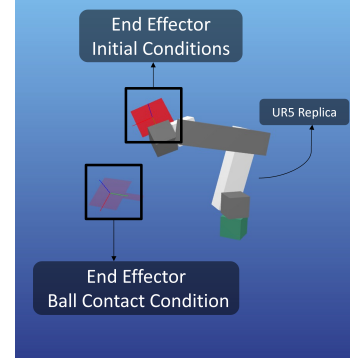 End Effector
Initial Conditions
UR5 Replica
End Effector
Ball Contact Condition